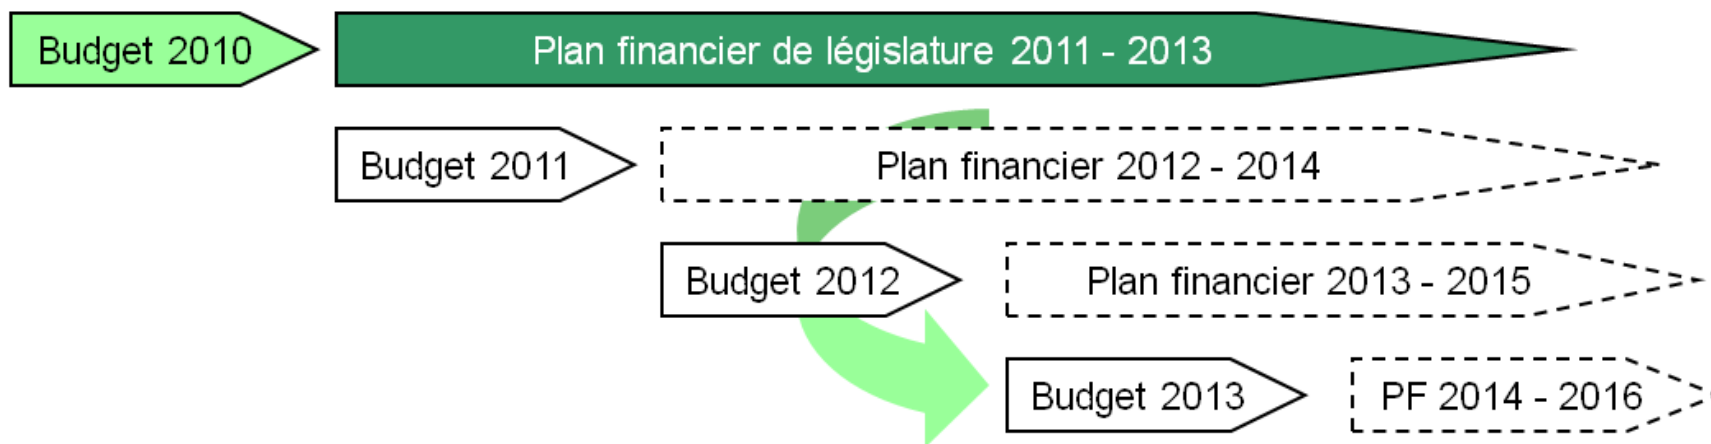 Budget 2010
Plan financier de législature 2011 - 2013
Budget 2011
Plan financier 2012 - 2014
Budget 2012
Plan financier 2013 - 2015
Budget 2013
PF 2014 - 2016